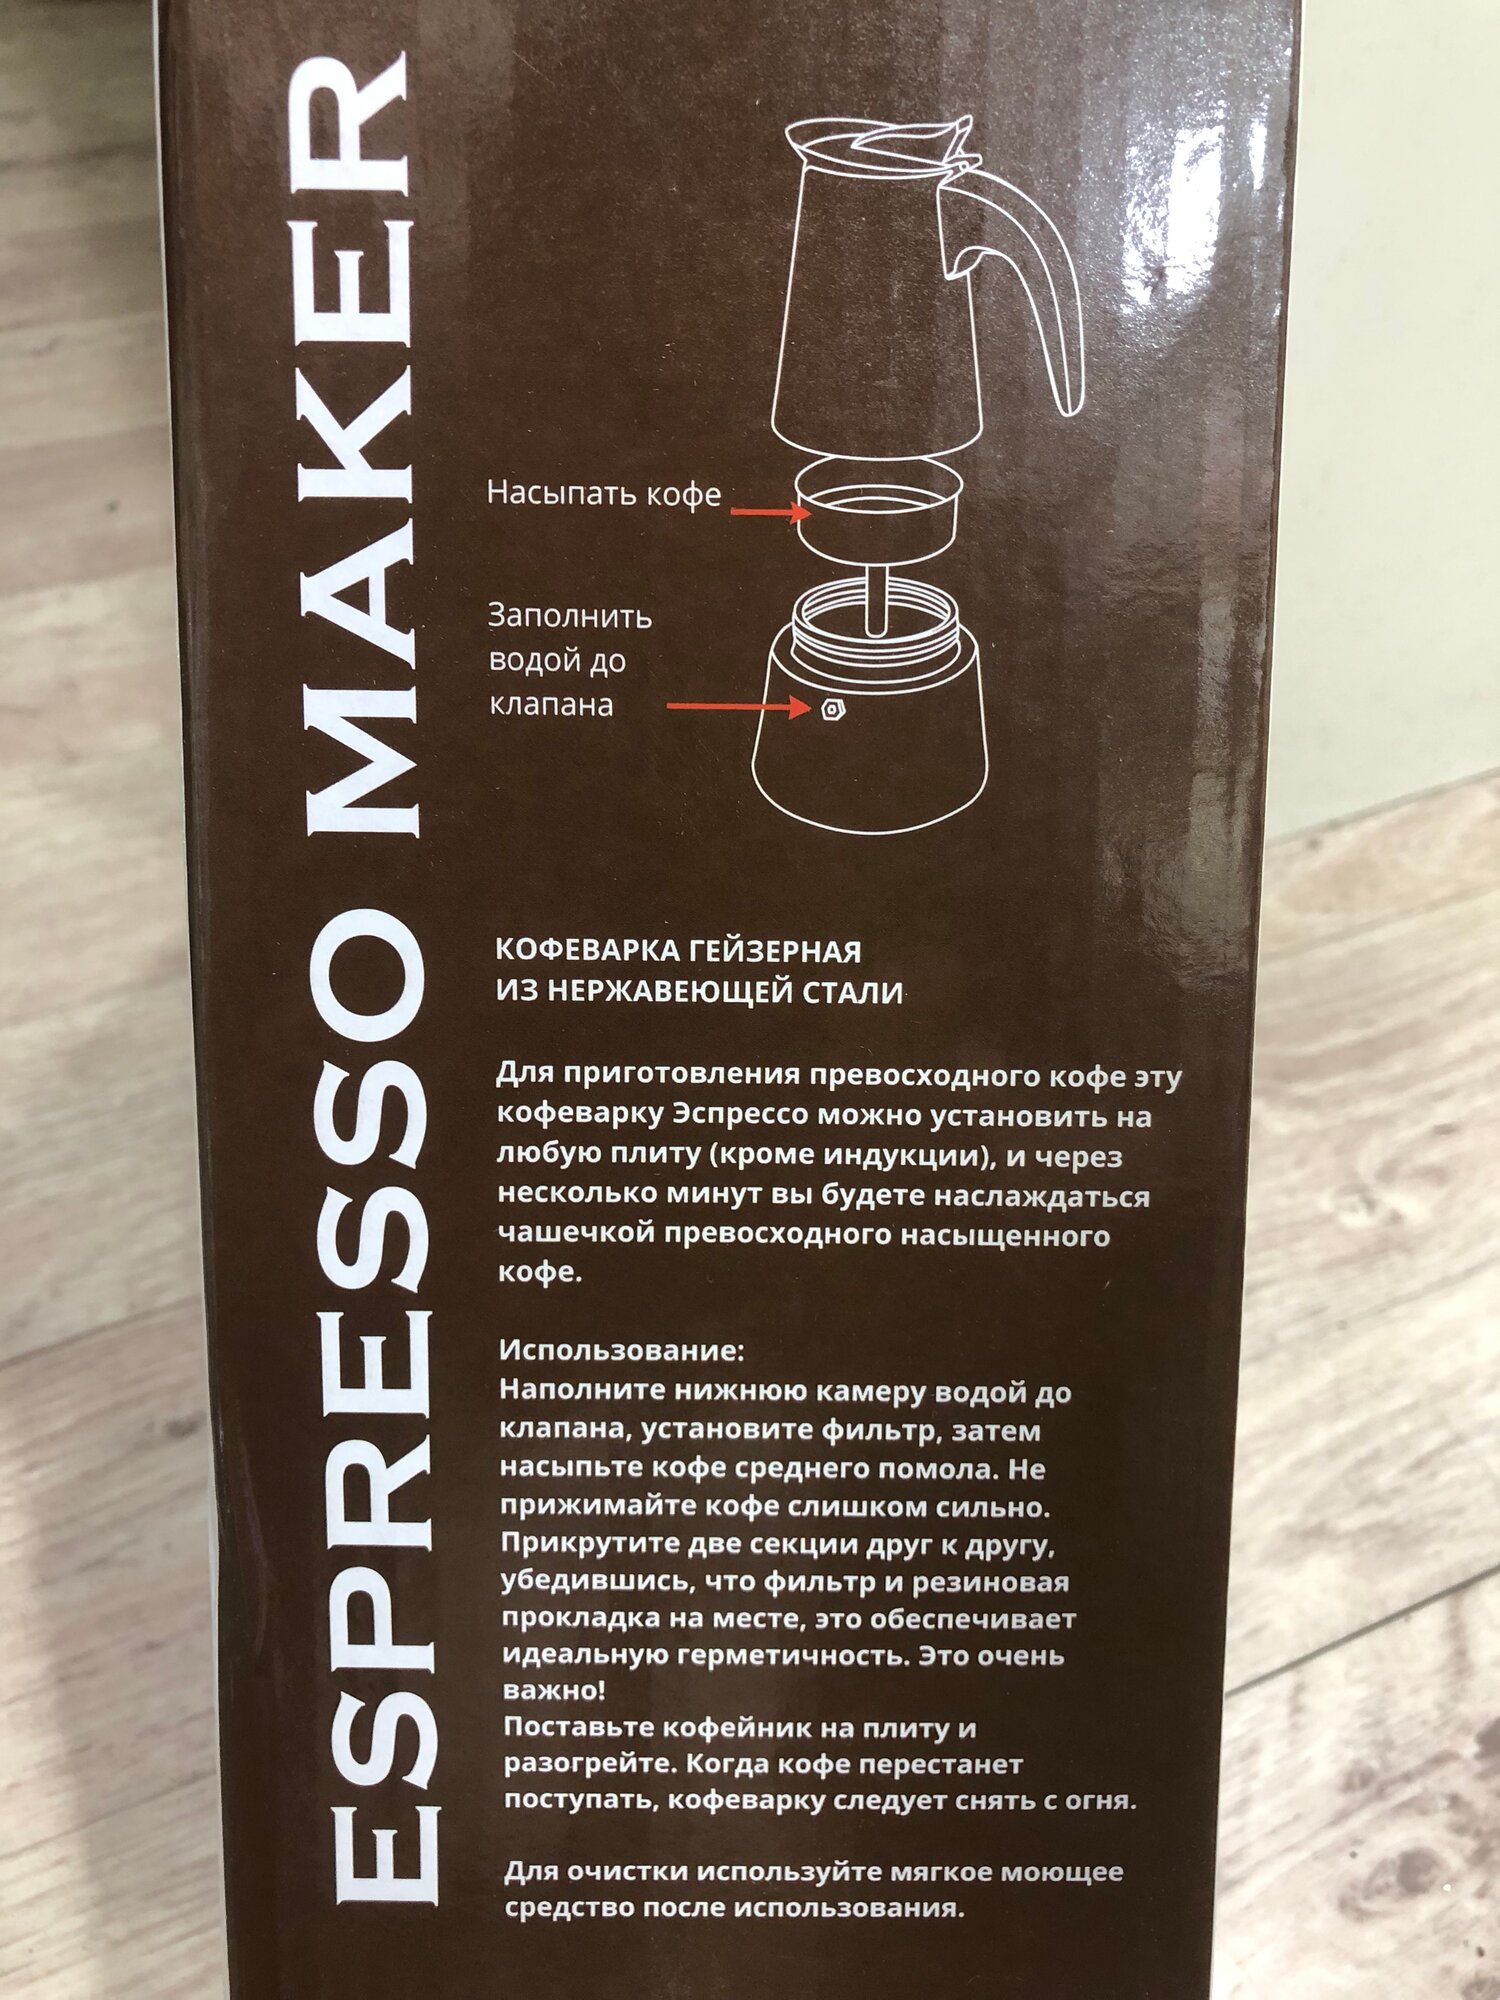 ESPRESSO MAKER
Насыпать кофе
Заполнить
водой до
клапана
КОФЕВАРКА ГЕЙЗЕРНАЯ
ИЗ НЕРЖАВЕЮЩЕЙ СТАЛИ
Для приготовления превосходного кофе эту
кофеварку Эспрессо можно установить на
любую плиту (кроме индукции), и через
несколько минут вы будете наслаждаться
чашечкой превосходного насыщенного
кофе.
Использование:
Наполните нижнюю камеру водой до
клапана, установите фильтр, затем
насыпьте кофе среднего помола. Не
прижимайте кофе слишком сильно.
Прикрутите две секции друг к другу,
убедившись, что фильтр и резиновая
прокладка на месте, это обеспечивает
идеальную герметичность. Это очень
важно!
Поставьте кофейник на плиту и
разогрейте. Когда кофе перестанет
поступать, кофеварку следует снять с огня.
Для очистки используйте мягкое моющее
средство после использования.